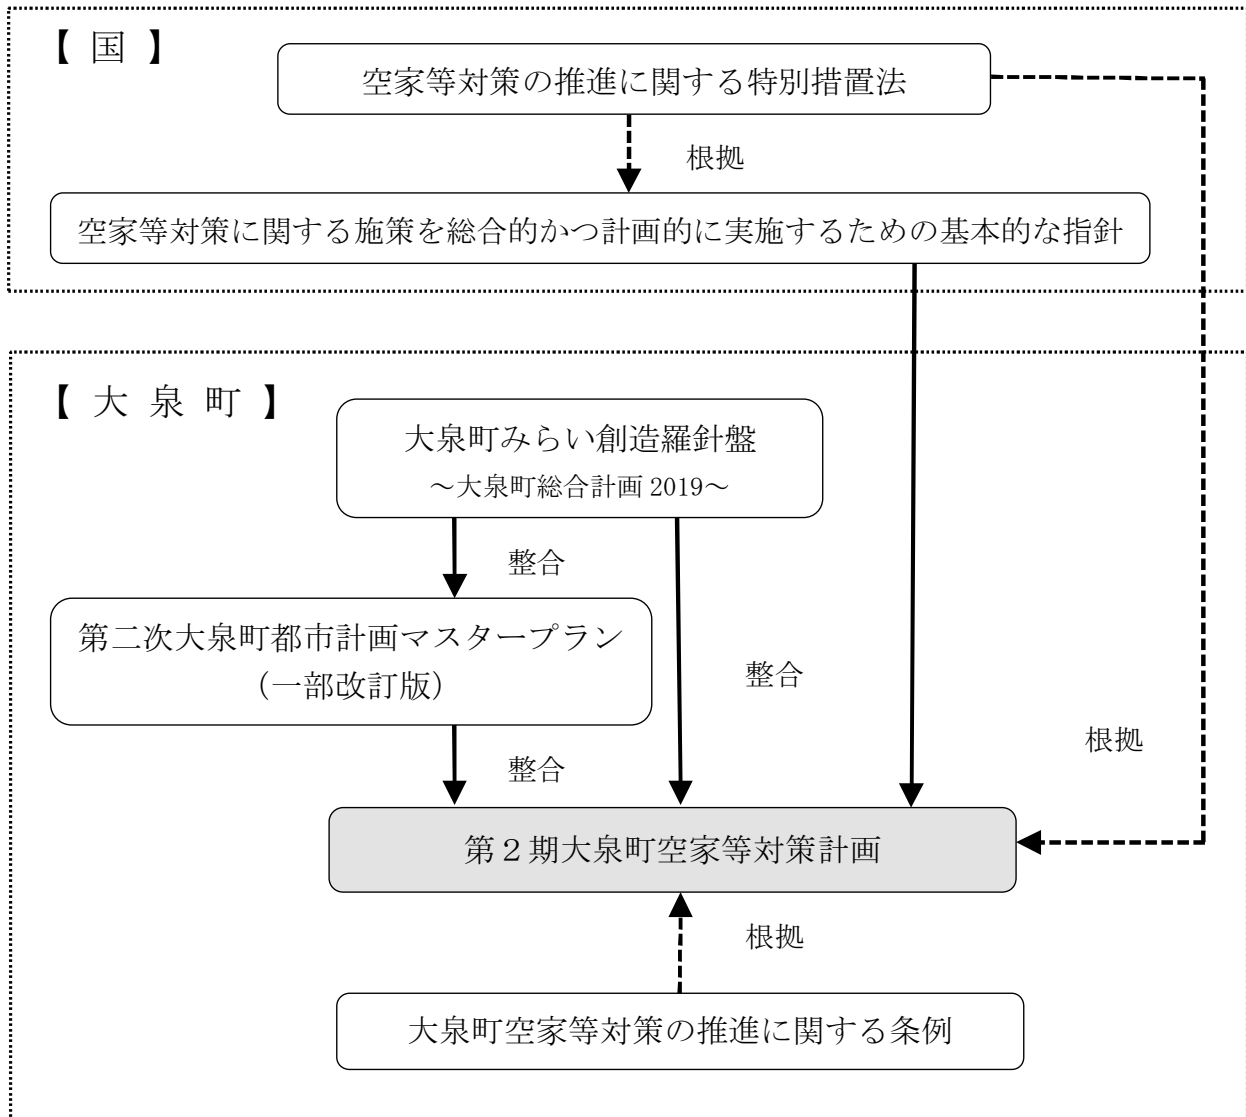 【 国 】
空家等対策の推進に関する特別措置法
根拠
空家等対策に関する施策を総合的かつ計画的に実施するための基本的な指針
【 大 泉 町 】
大泉町みらい創造羅針盤
～大泉町総合計画 2019～
整合
第二次大泉町都市計画マスタープラン
(一部改訂版)
整合
整合
根拠
第２期大泉町空家等対策計画
根拠
大泉町空家等対策の推進に関する条例